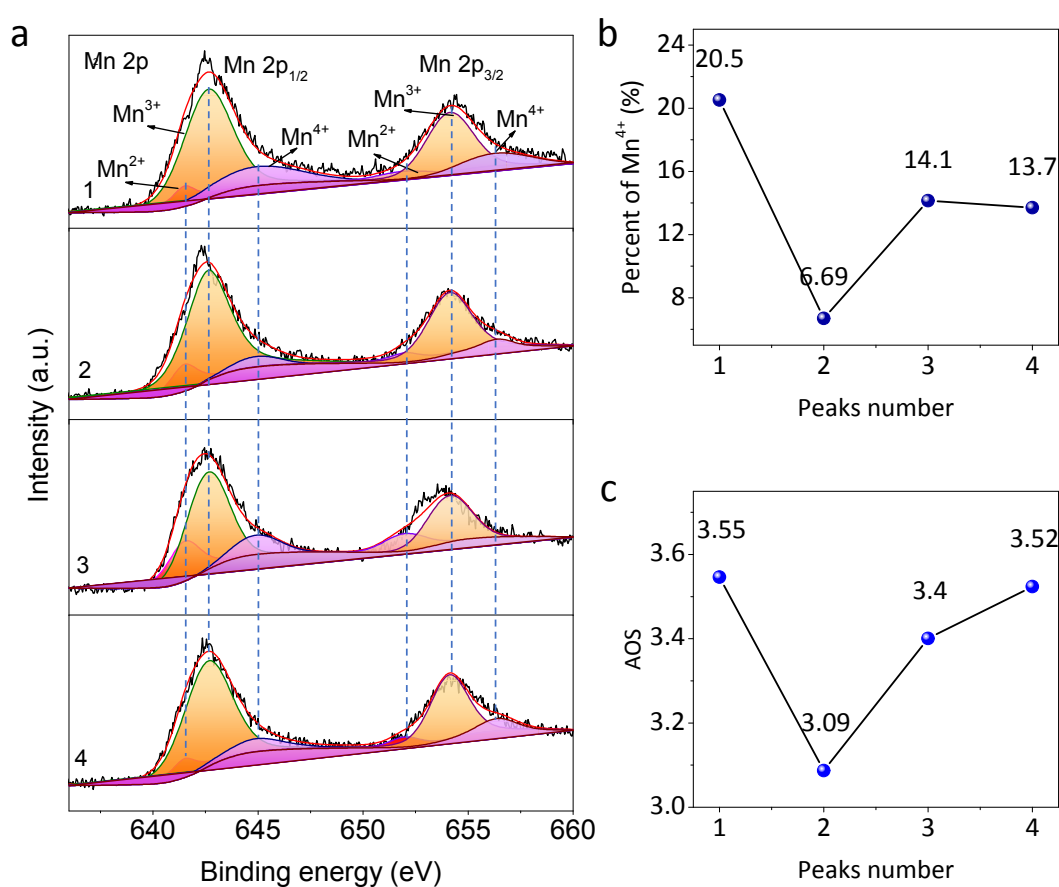 a
Mn 2p
Mn 2p1/2
Mn 2p3/2
Mn3+
Mn2+
Mn4+
Mn3+
Mn2+
Mn4+
1
2
3
4
Intensity (a.u.)
640 645 650 655 660
Binding energy (eV)
b
Percent of Mn4+ (%)
24
20
16
12
8
20.5
6.69
14.1
13.7
1 2 3 4
Peaks number
c
AOS
3.6
3.4
3.2
3.0
3.55
3.09
3.4
3.52
1 2 3 4
Peaks number